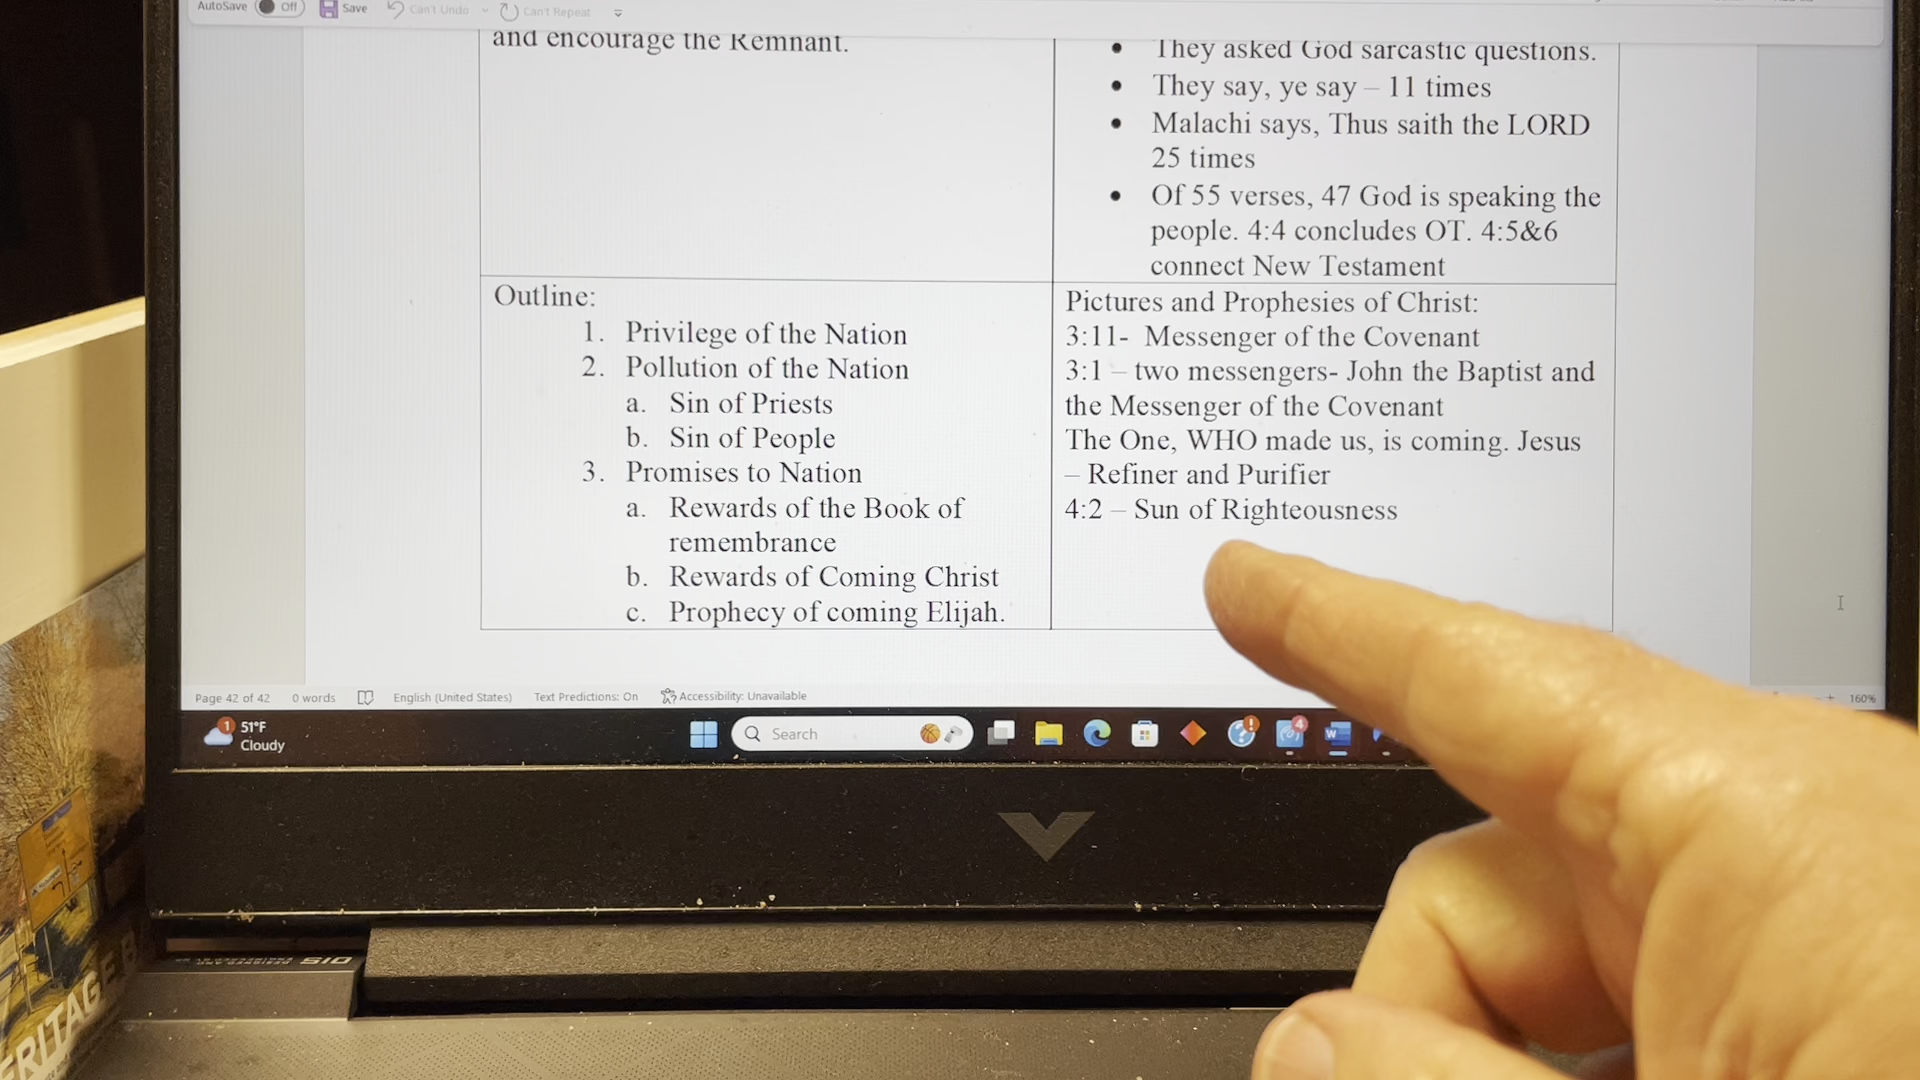 AutoSave Off Save Can't Undo Can't Repeat
and encourage the Remnant.
• They asked God sarcastic questions.
• They say, ye say – 11 times
• Malachi says, Thus saith the LORD
25 times
• Of 55 verses, 47 God is speaking the
people. 4:4 concludes OT. 4:5&6
connect New Testament
Outline:
1. Privilege of the Nation
2. Pollution of the Nation
a. Sin of Priests
b. Sin of People
3. Promises to Nation
a. Rewards of the Book of
remembrance
b. Rewards of Coming Christ
c. Prophecy of coming Elijah.
Pictures and Prophesies of Christ:
3:11- Messenger of the Covenant
3:1 – two messengers- John the Baptist and
the Messenger of the Covenant
The One, WHO made us, is coming. Jesus
– Refiner and Purifier
4:2 – Sun of Righteousness
Page 42 of 42 0 words English (United States) Text Predictions: On Accessibility: Unavailable + 160%
1 51°F
Cloudy
Search
4
W